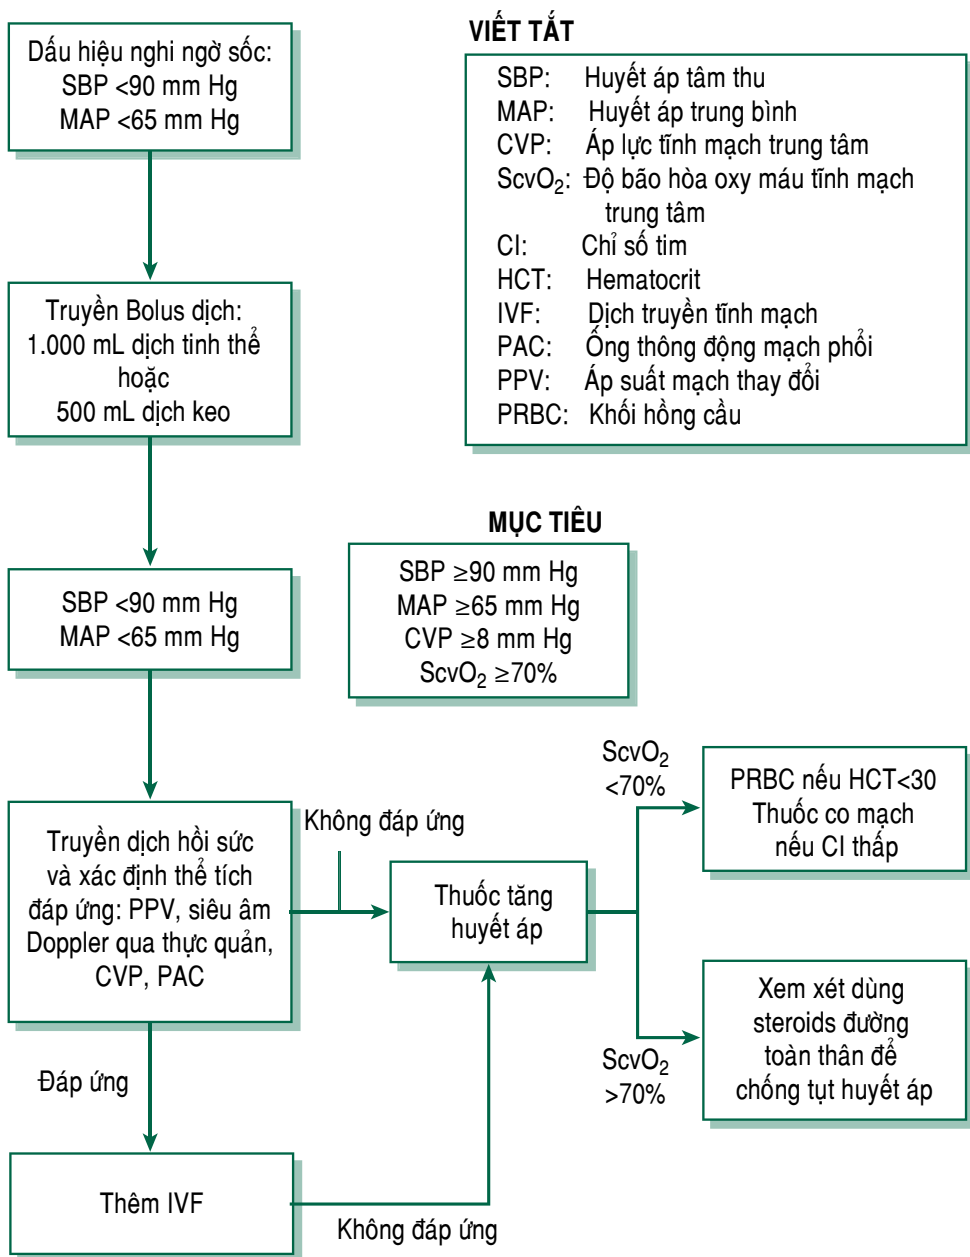 Dấu hiệu nghi ngờ sốc:
SBP <90 mm Hg
MAP <65 mm Hg
VIẾT TẮT
SBP: Huyết áp tâm thu
MAP: Huyết áp trung bình
CVP: Áp lực tĩnh mạch trung tâm
ScvO₂: Độ bão hòa oxy máu tĩnh mạch
trung tâm
CI: Chỉ số tim
HCT: Hematocrit
IVF: Dịch truyền tĩnh mạch
PAC: Ống thông động mạch phổi
PPV: Áp suất mạch thay đổi
PRBC: Khối hồng cầu
Truyền Bolus dịch:
1.000 mL dịch tinh thể
hoặc
500 mL dịch keo
MỤC TIÊU
SBP ≥90 mm Hg
MAP ≥65 mm Hg
CVP ≥8 mm Hg
ScvO₂ ≥70%
SBP <90 mm Hg
MAP <65 mm Hg
Truyền dịch hồi sức
và xác định thể tích
đáp ứng: PPV, siêu âm
Doppler qua thực quản,
CVP, PAC
Không đáp ứng
Thuốc tăng
huyết áp
ScvO₂
<70%
PRBC nếu HCT<30
Thuốc co mạch
nếu CI thấp
ScvO₂
>70%
Xem xét dùng
steroids đường
toàn thân để
chống tụt huyết áp
Đáp ứng
Thêm IVF
Không đáp ứng